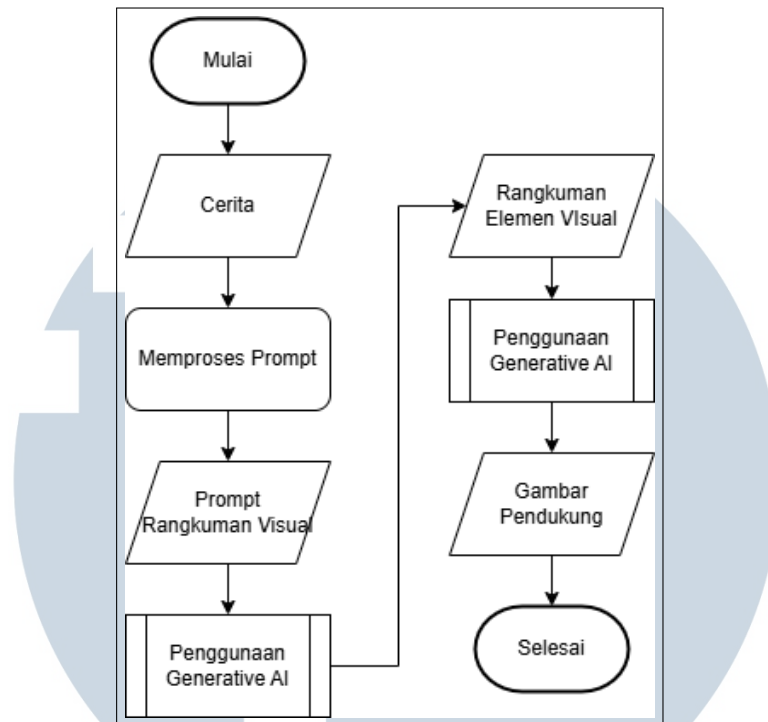 Mulai
Cerita
Memproses Prompt
Prompt
Rangkuman Visual
Penggunaan
Generative AI
Rangkuman
Elemen VIsual
Penggunaan
Generative AI
Gambar
Pendukung
Selesai